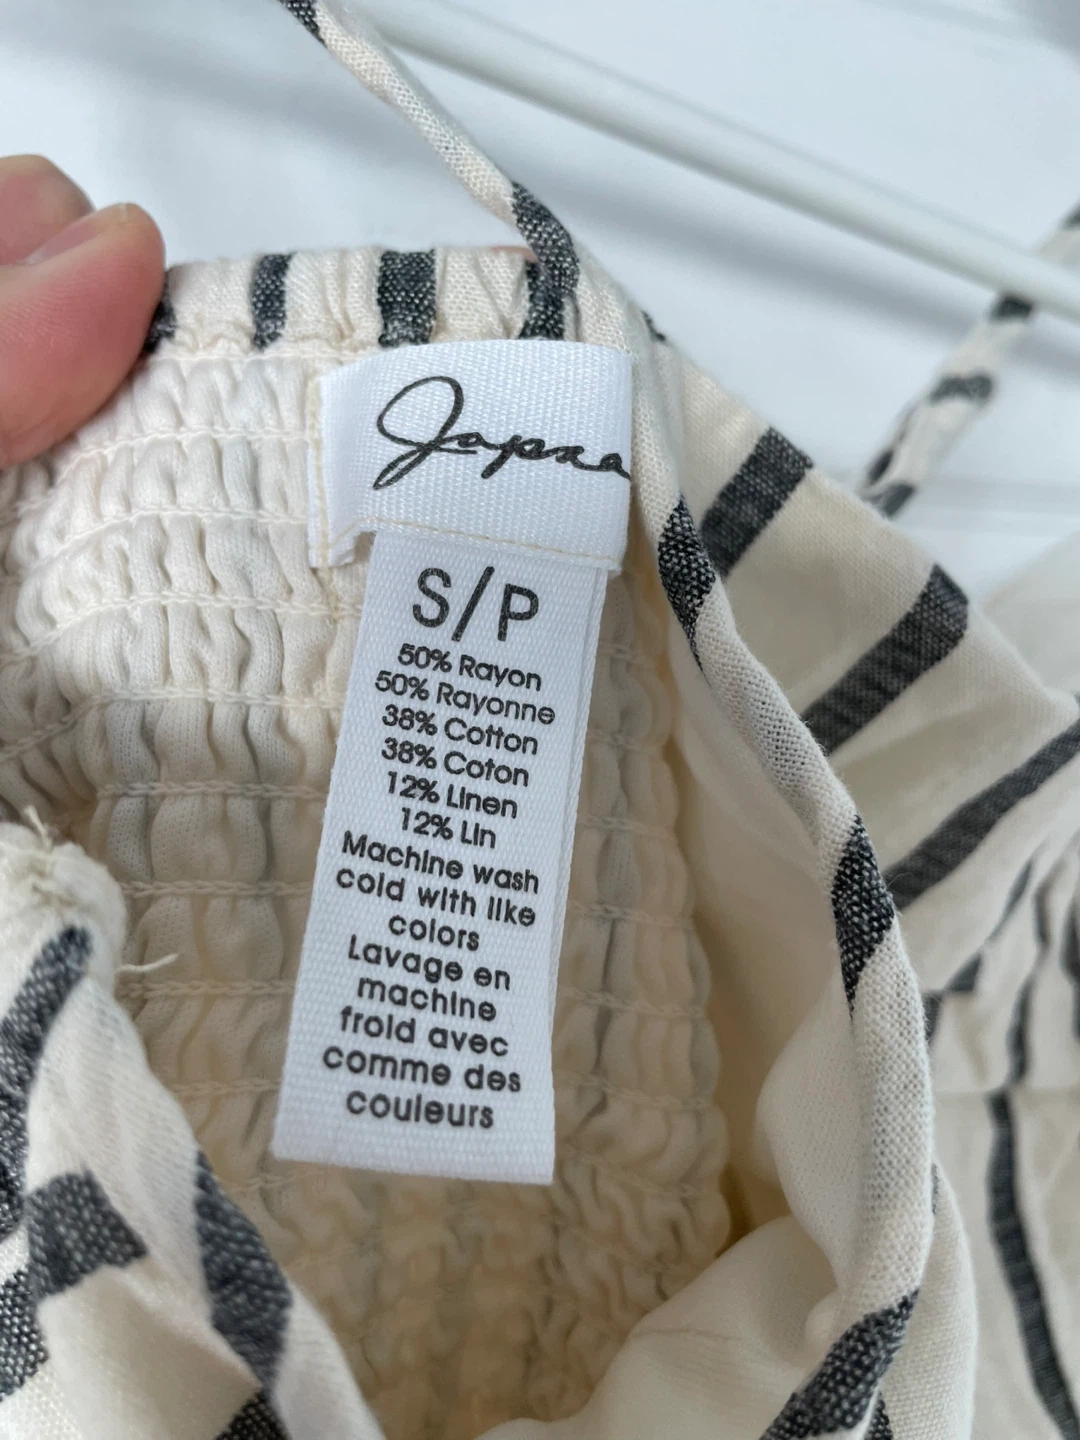 Japna
S/P
50% Rayon
50% Rayonne
38% Cotton
38% Coton
12% Linen
12% Lin
Machine wash
cold with like
colors
Lavage en
machine
froid avec
comme des
couleurs